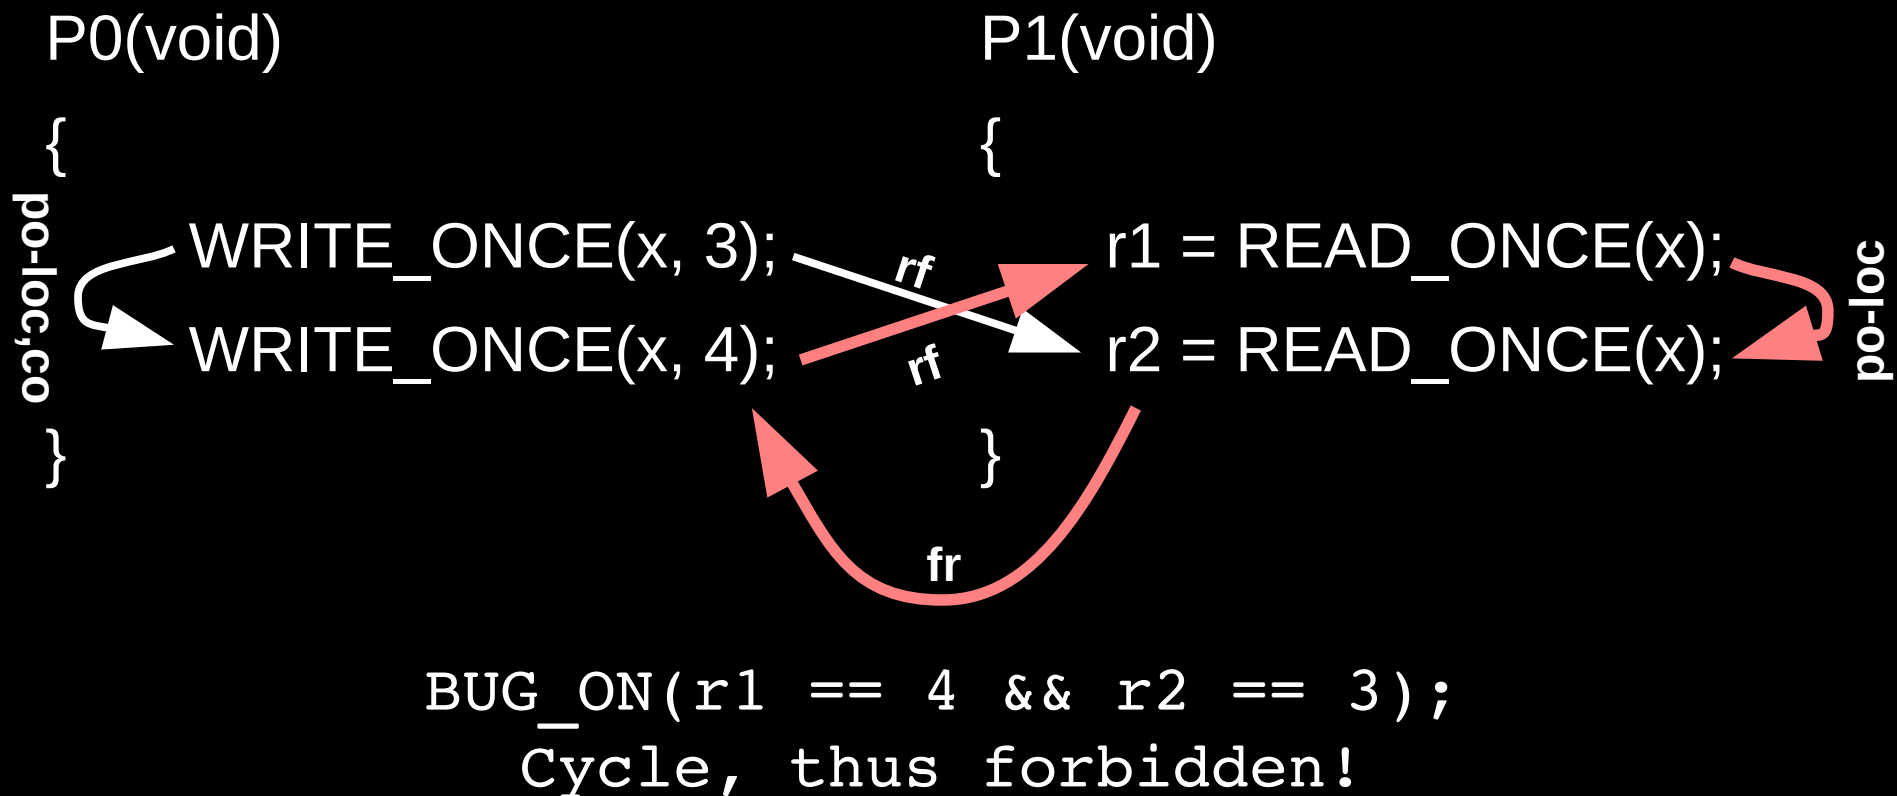 P0(void) P1(void)
{ {
po-loc,co
WRITE_ONCE(x, 3); rf r1 = READ_ONCE(x);
po-loc
WRITE_ONCE(x, 4); rf r2 = READ_ONCE(x);
} }
fr
BUG_ON(r1 == 4 && r2 == 3);
Cycle, thus forbidden!